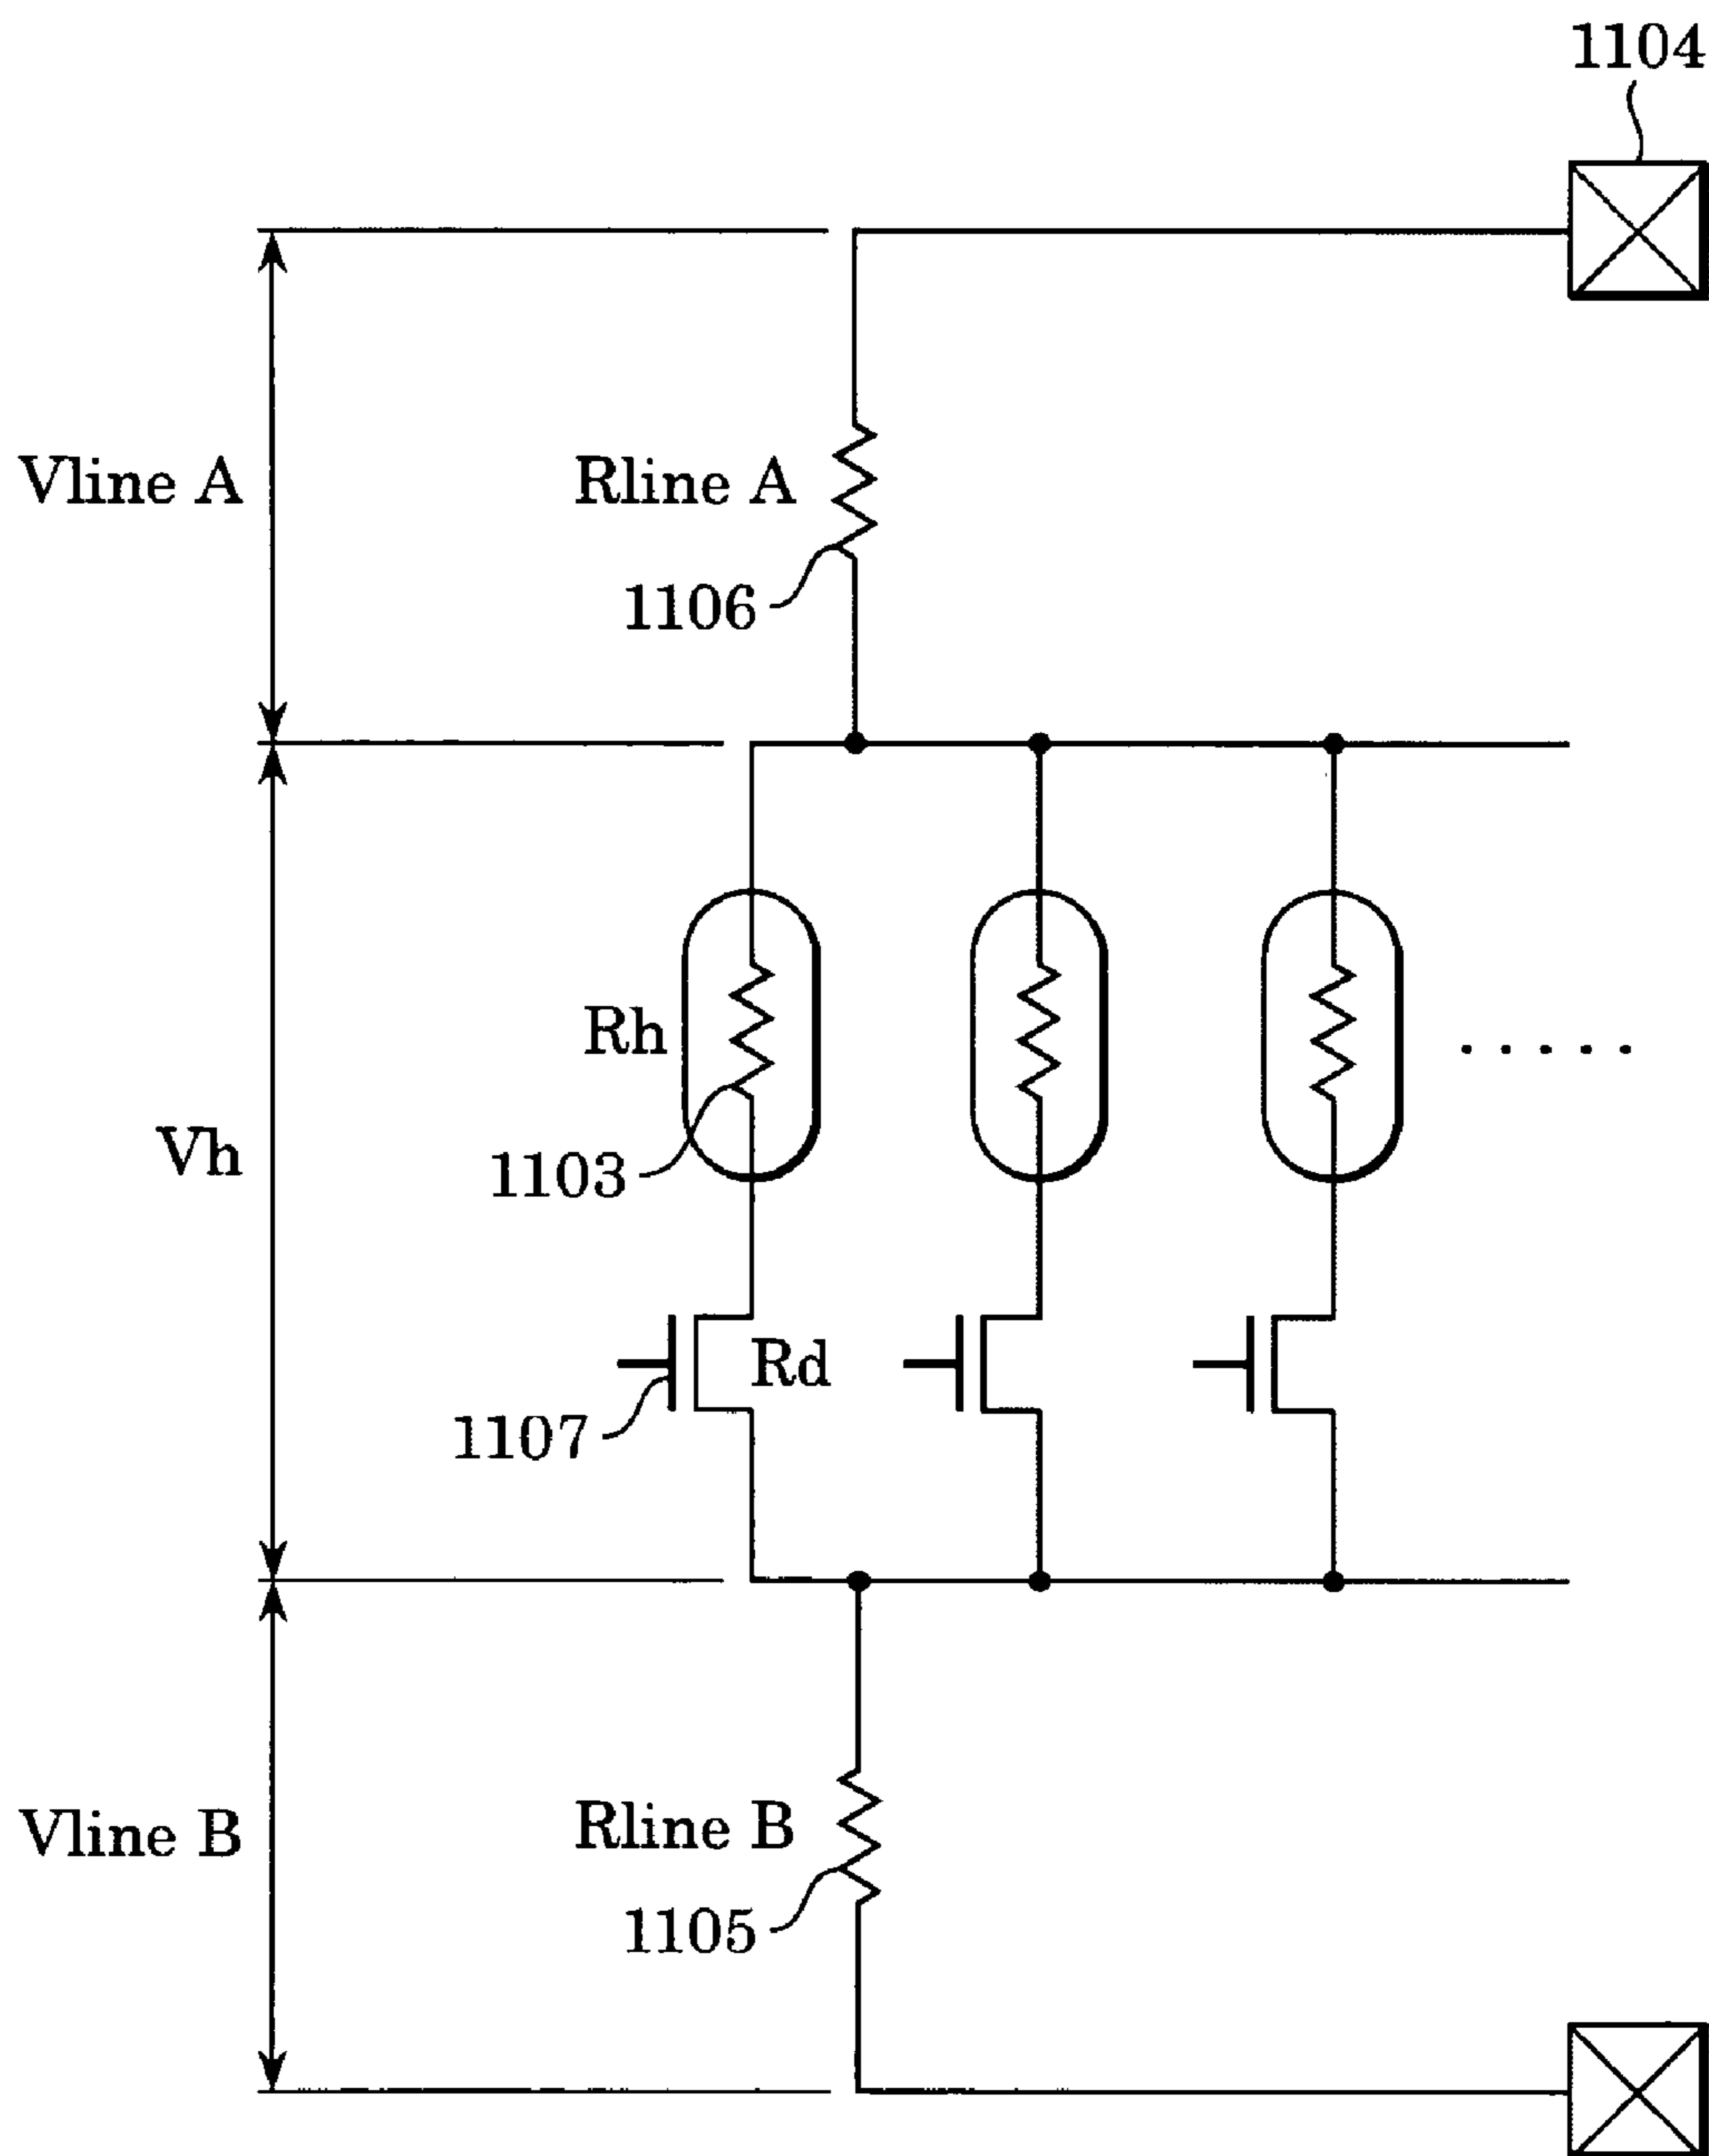 1104
Vline A
Rline A
1106
Rh
1103
Vh
Rd
1107
Vline B
Rline B
1105